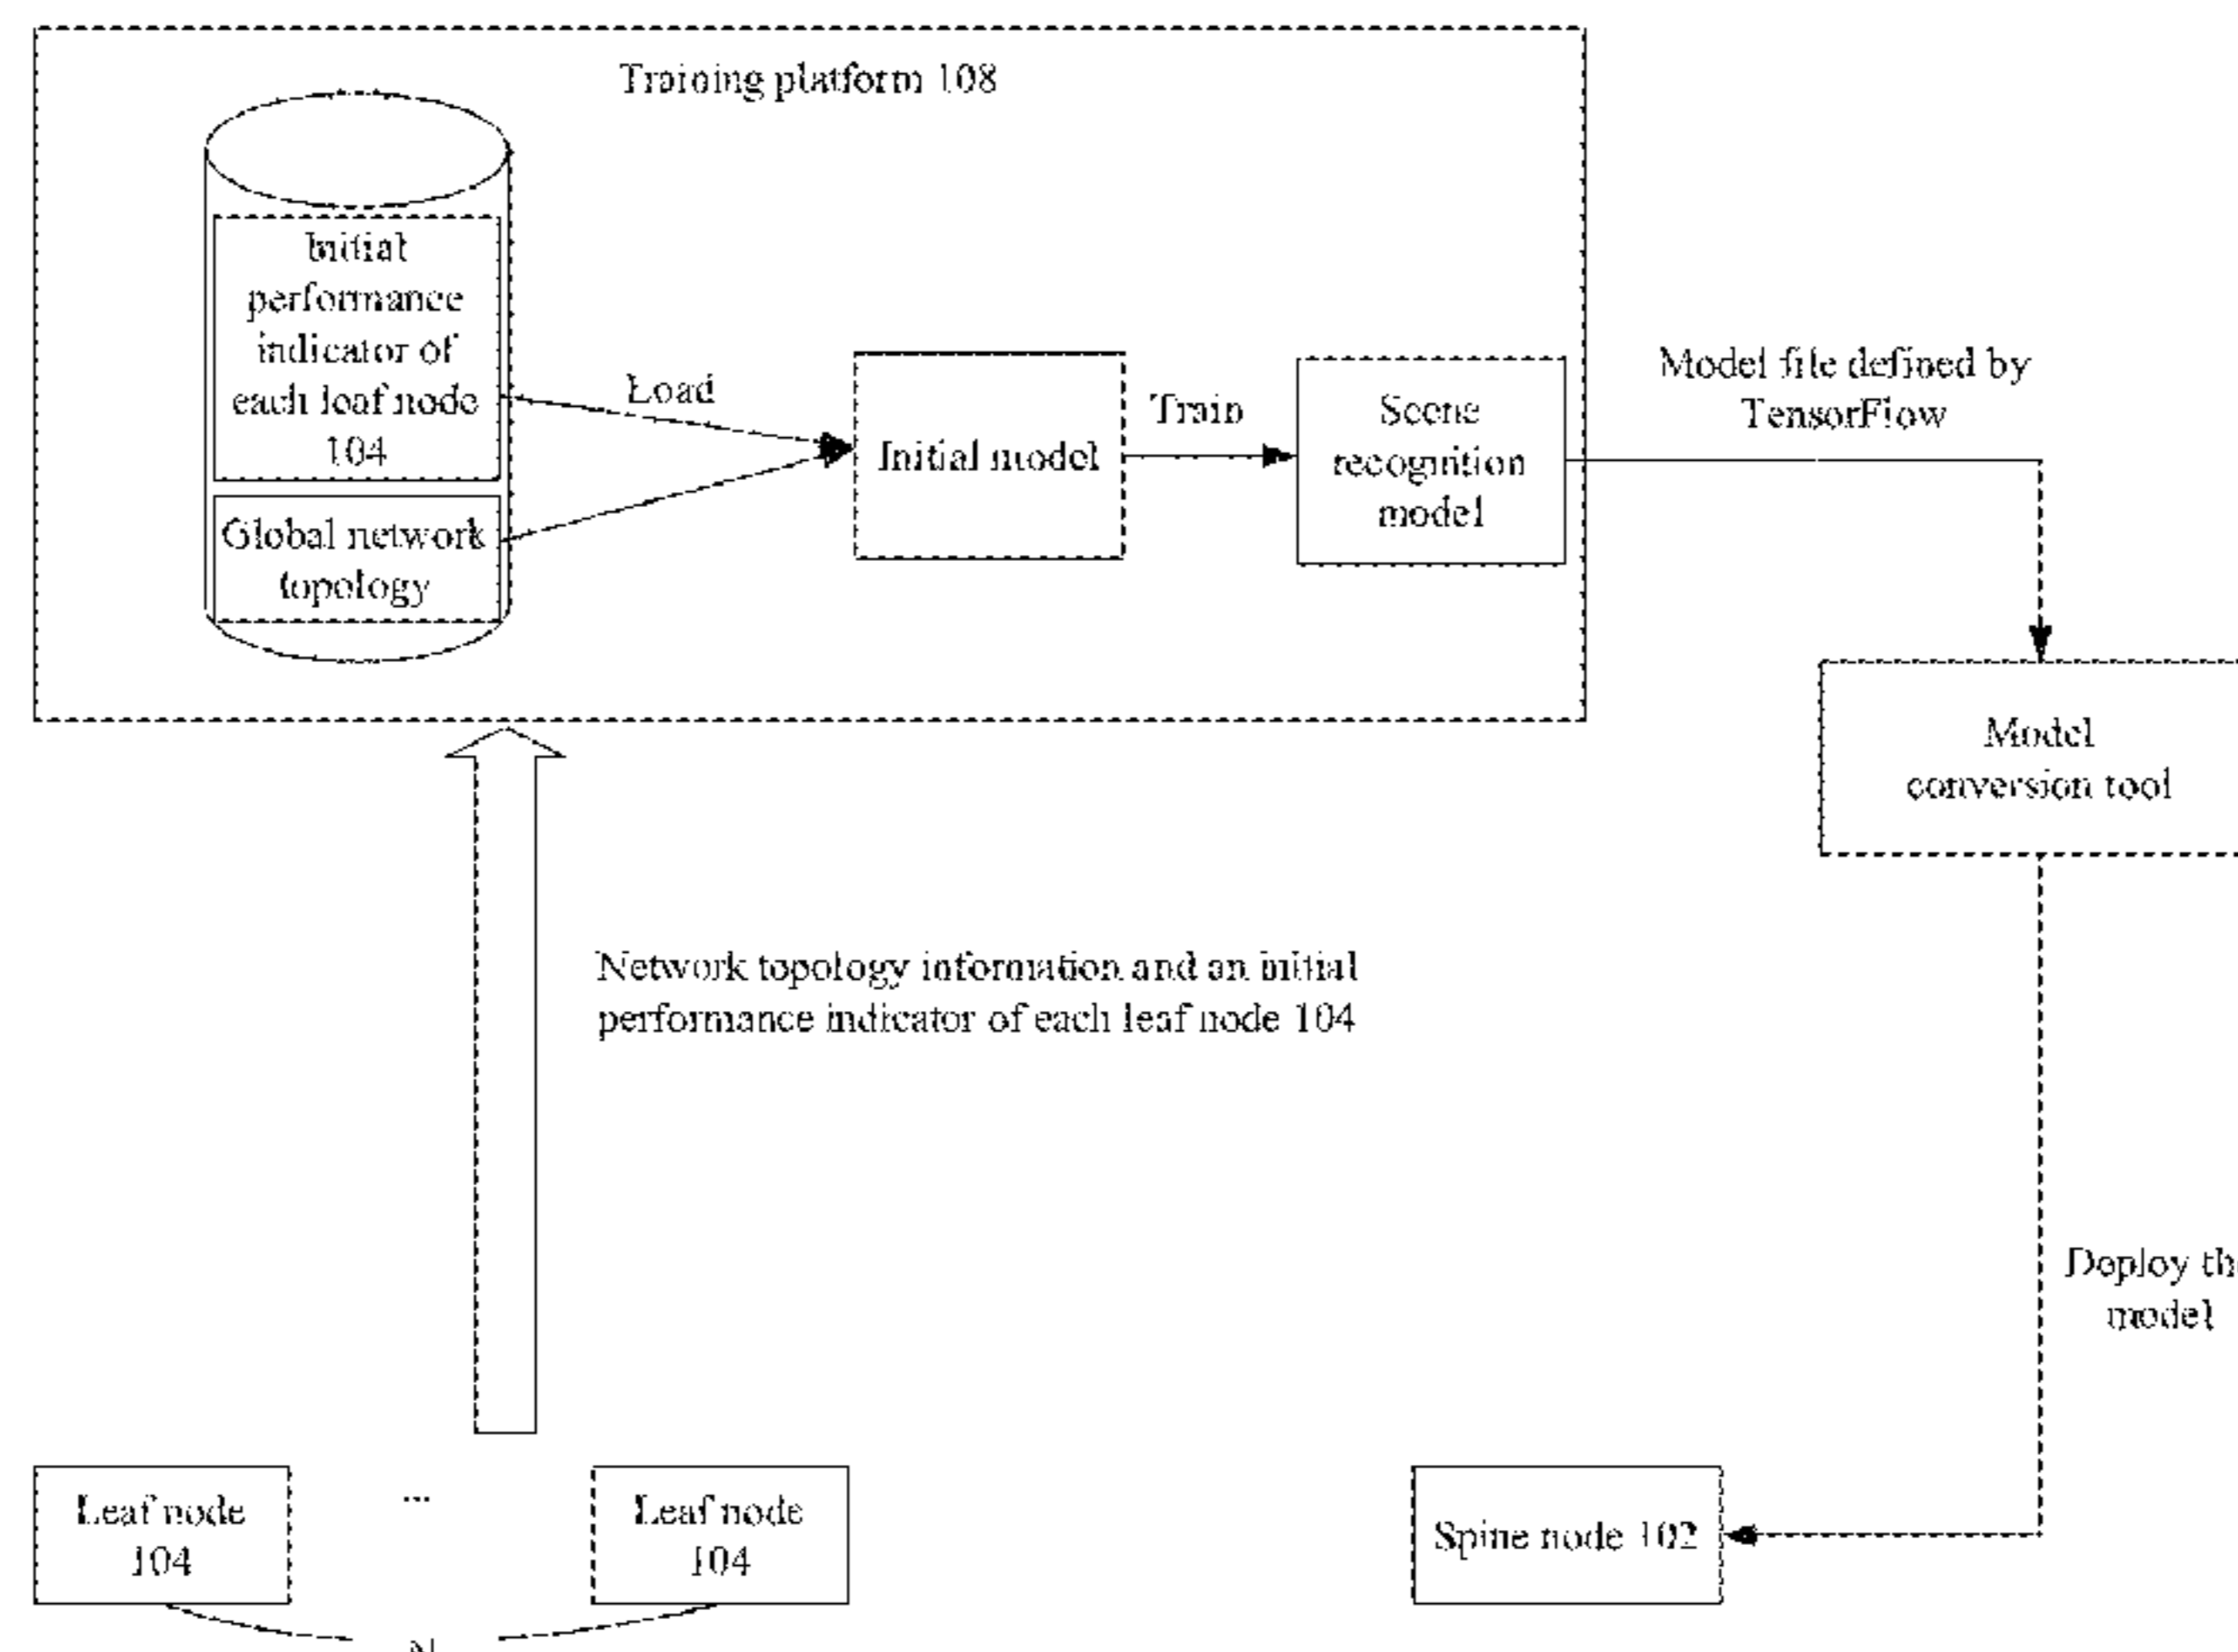 Training platform 108
Initial
performance
indicator of
each leaf node
104
Global network
topology
Load
Initial model
Train
Scene
recognition
model
Model file defined by
TensorFlow
Model
conversion tool
Network topology information and an initial
performance indicator of each leaf node 104
Deploy the
model
Leaf node
104
...
Leaf node
104
Spine node 102